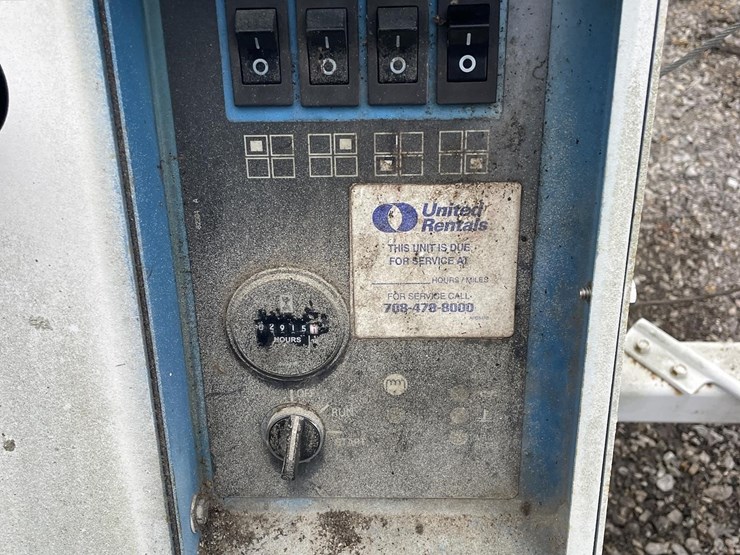 I I I I
O O O O
United
Rentals
THIS UNIT IS DUE
FOR SERVICE AT
HOURS / MILES
FOR SERVICE CALL
708-478-8000
HOURS
RUN